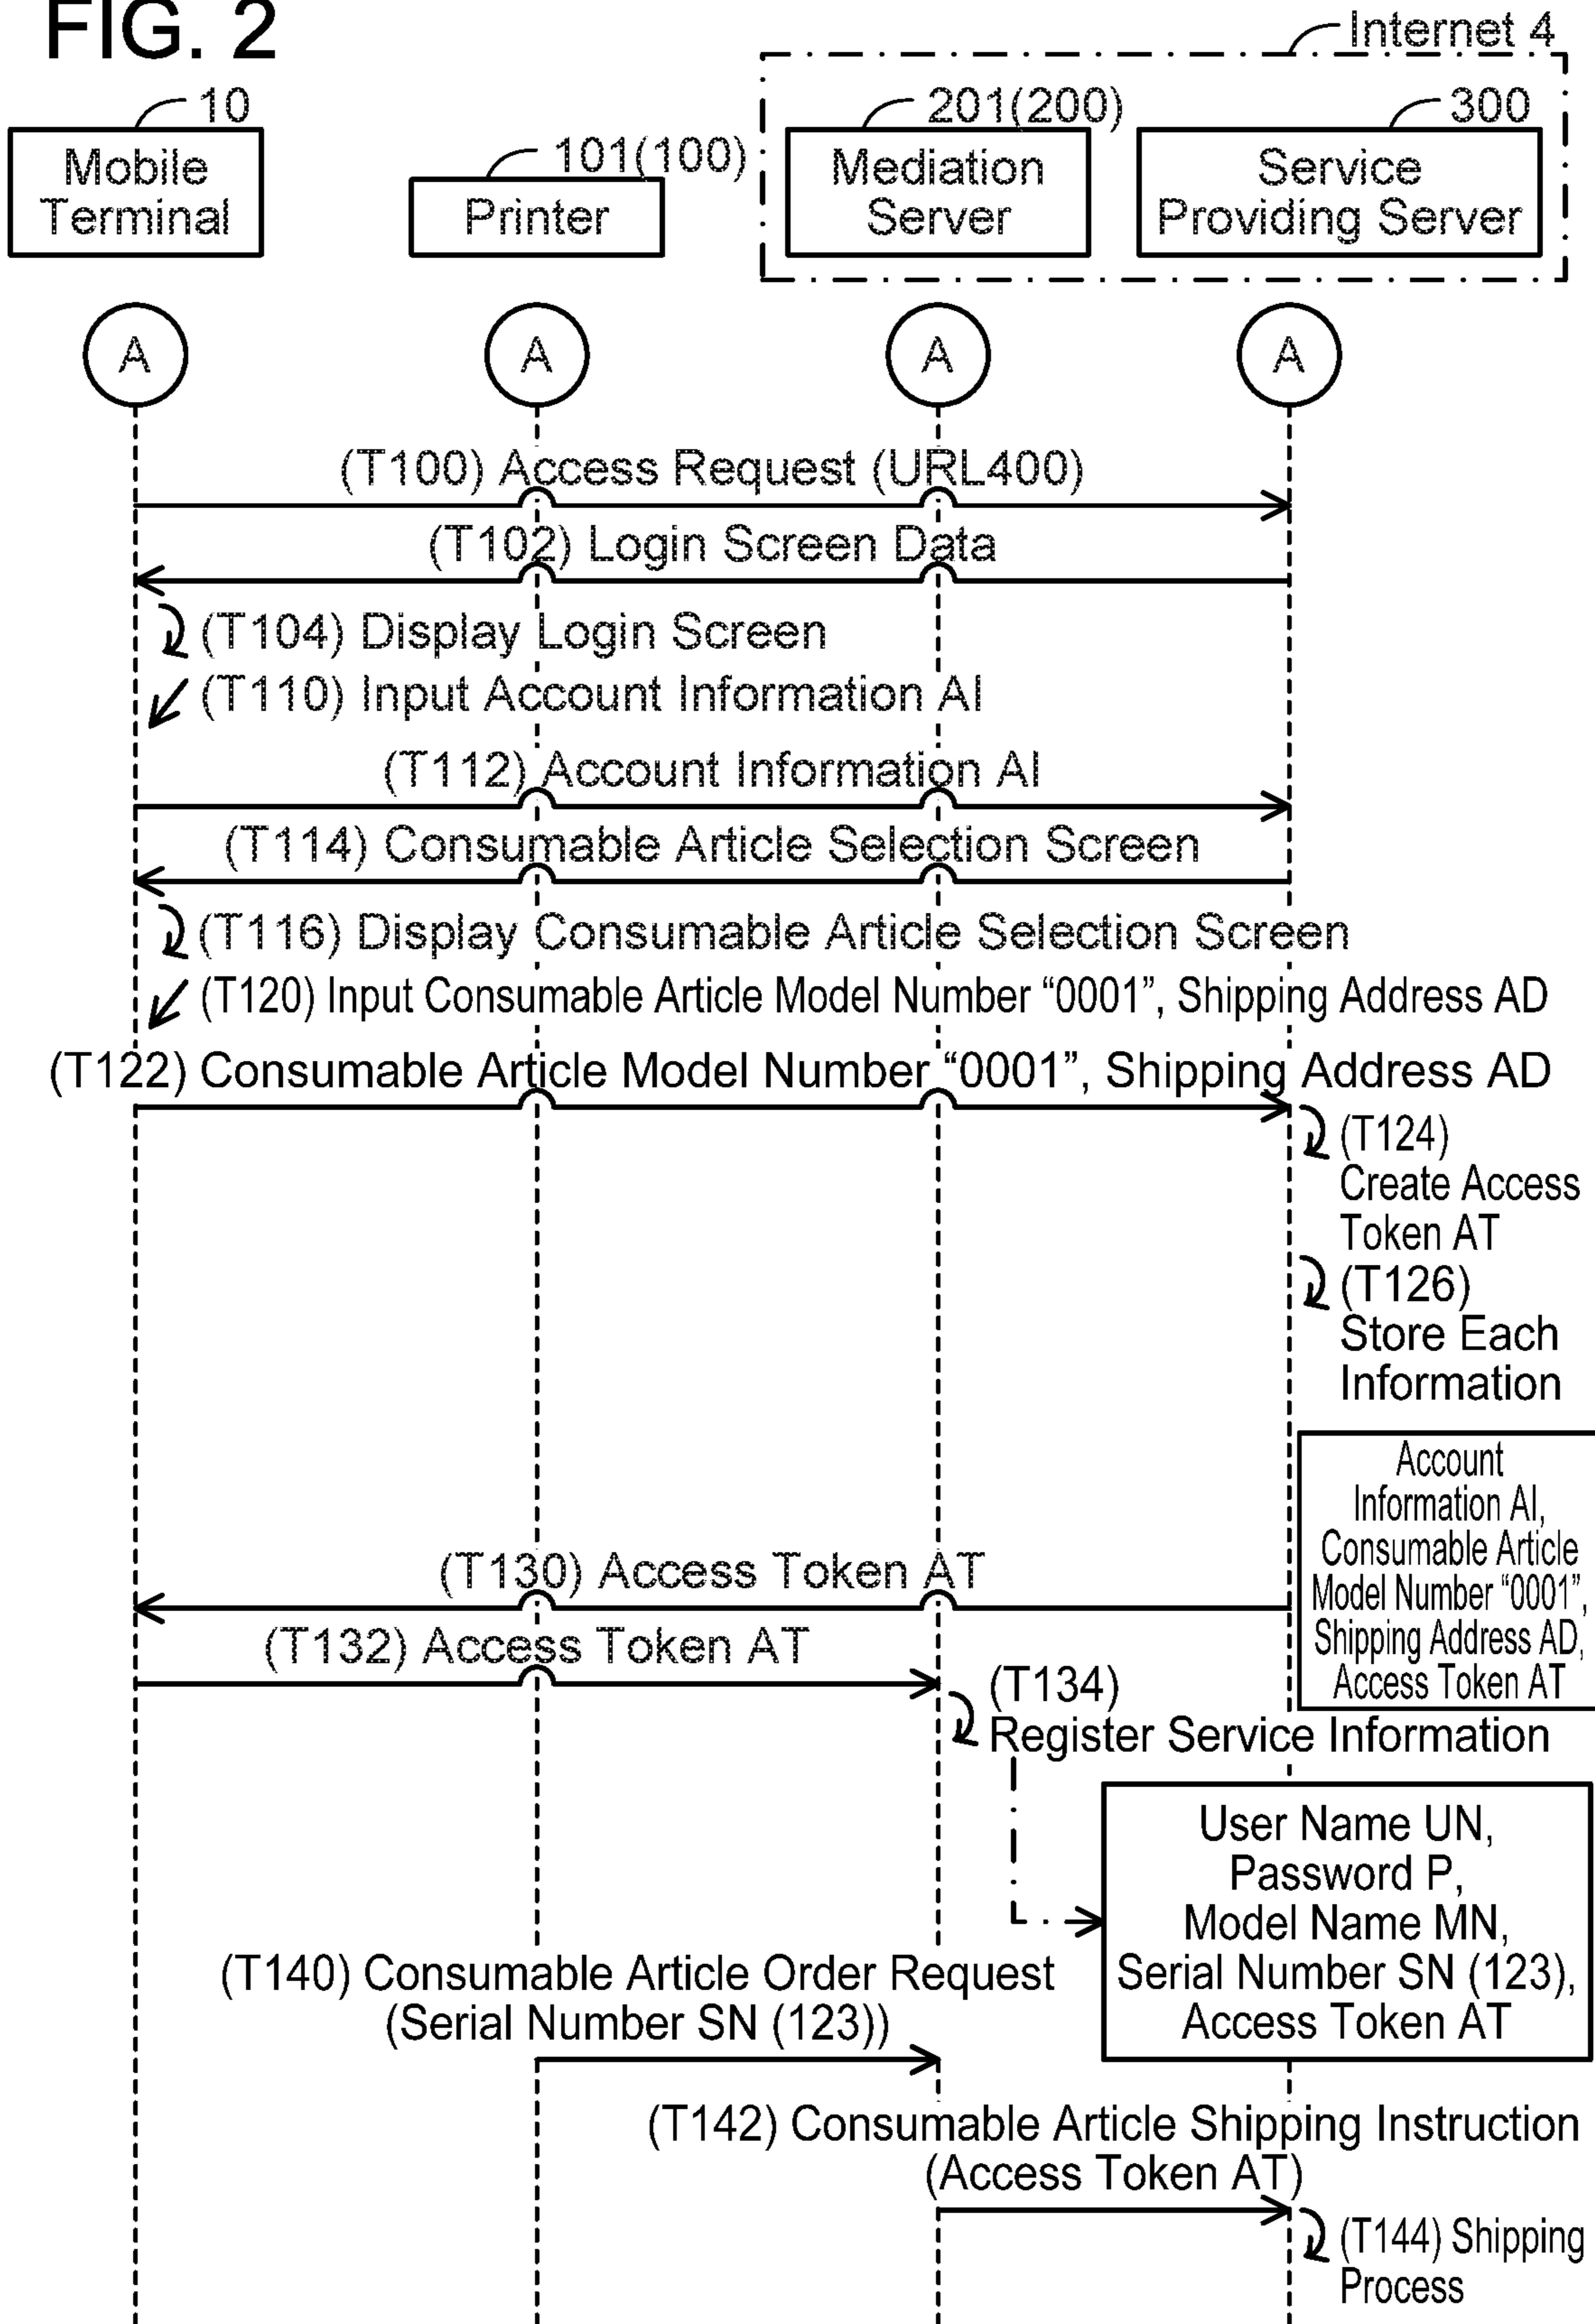 FIG. 2
Internet 4
10
101(100)
201(200)
300
Mobile
Terminal
Printer
Mediation
Server
Service
Providing Server
A
A
A
A
(T100) Access Request (URL400)
(T102) Login Screen Data
(T104) Display Login Screen
(T110) Input Account Information AI
(T112) Account Information AI
(T114) Consumable Article Selection Screen
(T116) Display Consumable Article Selection Screen
(T120) Input Consumable Article Model Number “0001”, Shipping Address AD
(T122) Consumable Article Model Number “0001”, Shipping Address AD
(T124)
Create Access
Token AT
(T126)
Store Each
Information
Account
Information AI,
Consumable Article
Model Number “0001”,
Shipping Address AD,
Access Token AT
(T130) Access Token AT
(T132) Access Token AT
(T134)
Register Service Information
User Name UN,
Password P,
Model Name MN,
Serial Number SN (123),
Access Token AT
(T140) Consumable Article Order Request
(Serial Number SN (123))
(T142) Consumable Article Shipping Instruction
(Access Token AT)
(T144) Shipping
Process